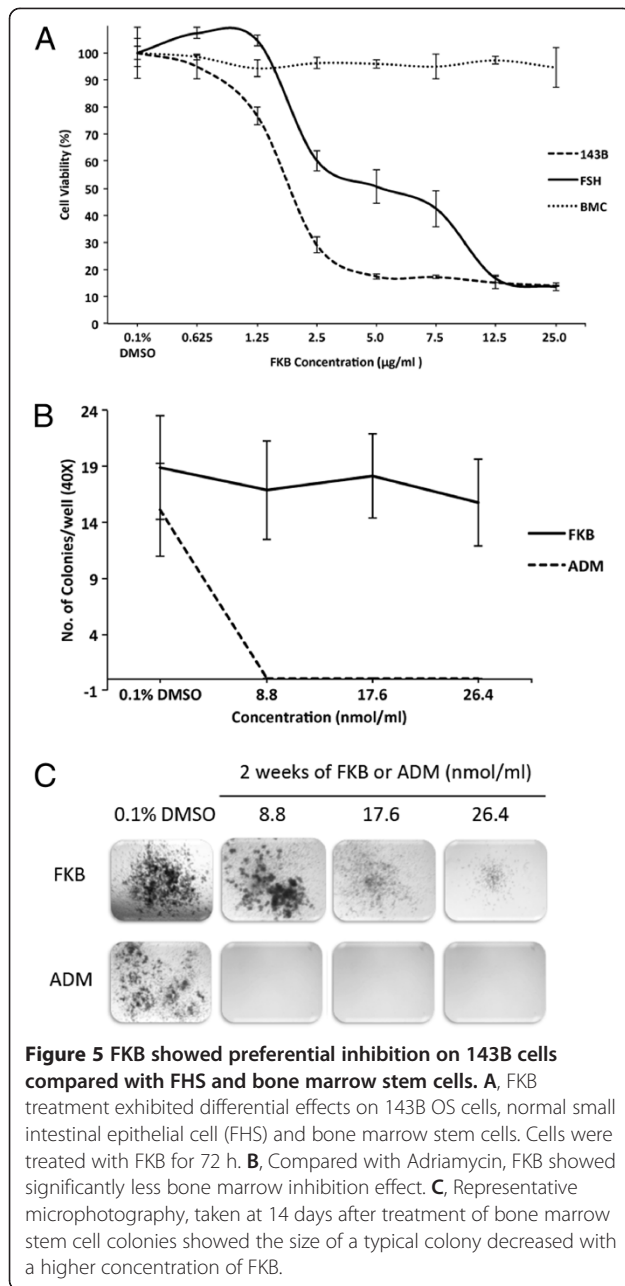 A
Cell Viability (%)
100
90
80
70
60
50
40
30
20
10
0
143B
FSH
BMC
0.1% DMSO
0.625
1.25
2.5
5.0
7.5
12.5
25.0
FKB Concentration (µg/ml)
B
No. of Colonies/well (40X)
24
19
14
9
4
-1
FKB
ADM
0.1% DMSO
8.8
17.6
26.4
Concentration (nmol/ml)
C
2 weeks of FKB or ADM (nmol/ml)
0.1% DMSO 8.8 17.6 26.4
FKB
ADM
Figure 5 FKB showed preferential inhibition on 143B cells
compared with FHS and bone marrow stem cells. A, FKB
treatment exhibited differential effects on 143B OS cells, normal small
intestinal epithelial cell (FHS) and bone marrow stem cells. Cells were
treated with FKB for 72 h. B, Compared with Adriamycin, FKB showed
significantly less bone marrow inhibition effect. C, Representative
microphotography, taken at 14 days after treatment of bone marrow
stem cell colonies showed the size of a typical colony decreased with
a higher concentration of FKB.